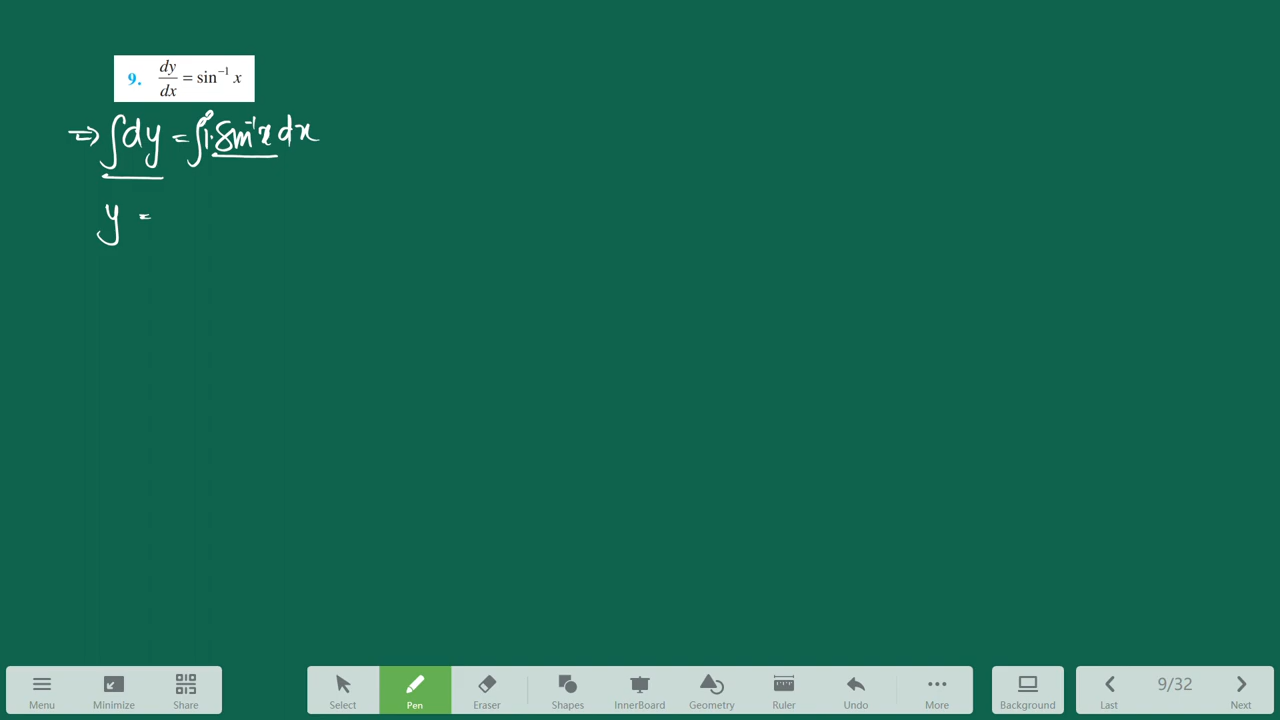 9. dy/dx = sin⁻¹ x
⇒ ∫dy = ∫1·Sin⁻¹x dx
y =
Menu Minimize Share Select Pen Eraser Shapes InnerBoard Geometry Ruler Undo More Background Last 9/32 Next